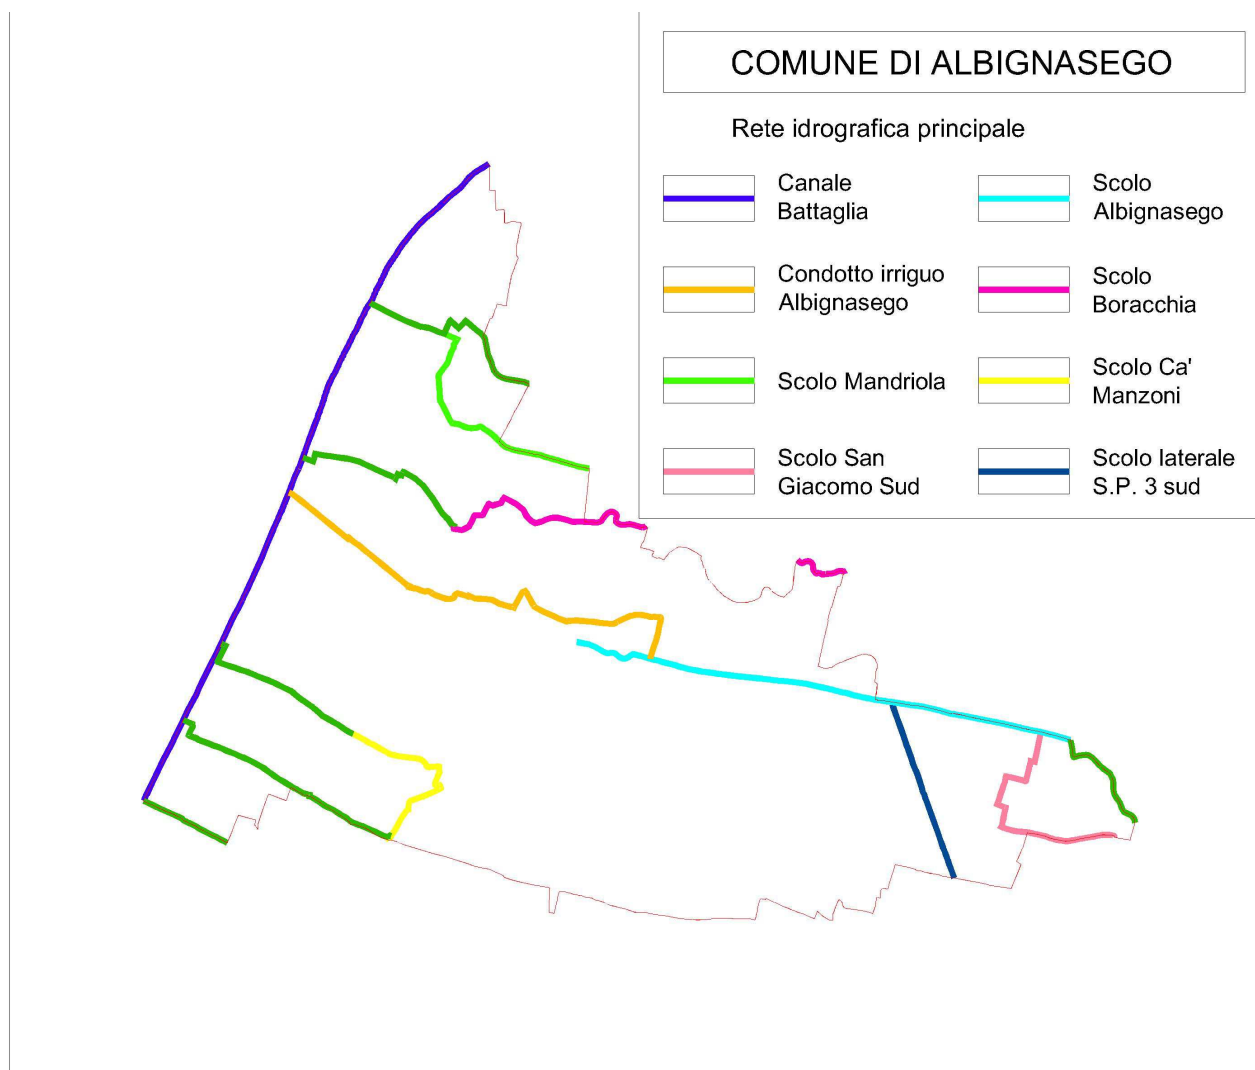 COMUNE DI ALBIGNASEGO
Rete idrografica principale
Canale
Battaglia
Scolo
Albignasego
Condotto irriguo
Albignasego
Scolo
Boracchia
Scolo Mandriola
Scolo Ca'
Manzoni
Scolo San
Giacomo Sud
Scolo laterale
S.P. 3 sud